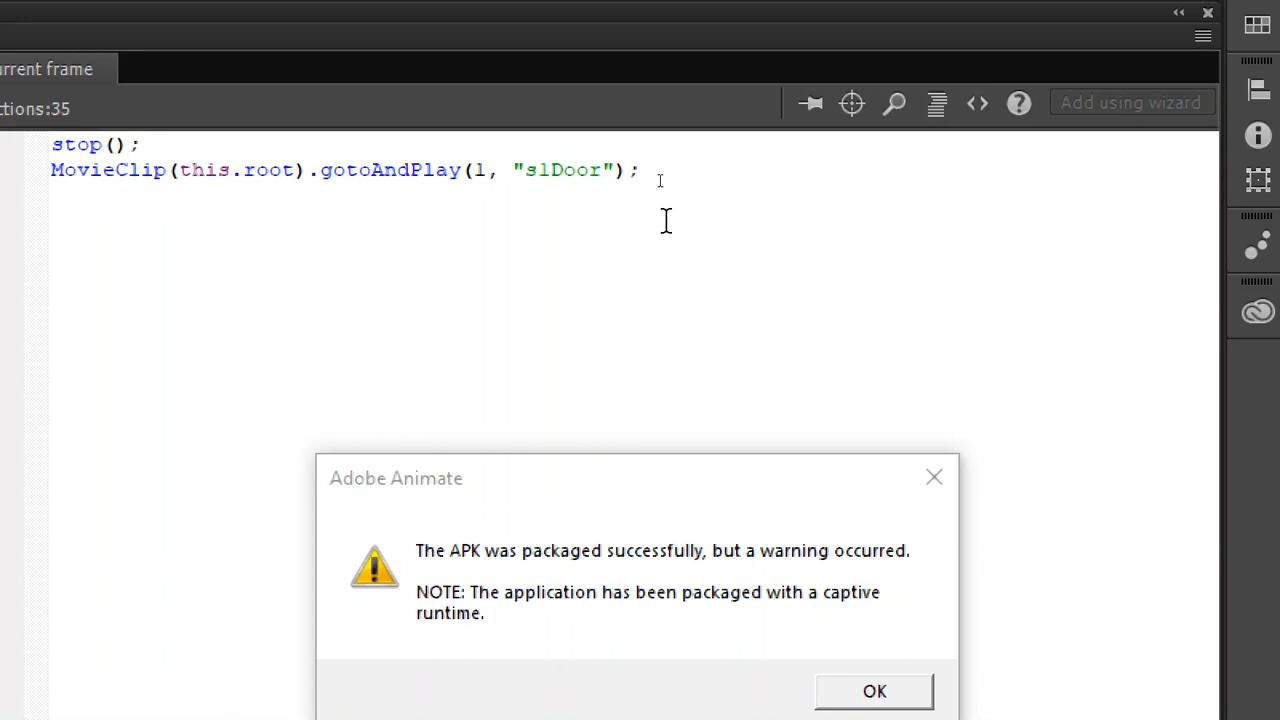 urrent frame
ctions:35
Add using wizard
stop();
MovieClip(this.root).gotoAndPlay(1, "slDoor");
Adobe Animate
The APK was packaged successfully, but a warning occurred.
NOTE: The application has been packaged with a captive
runtime.
OK